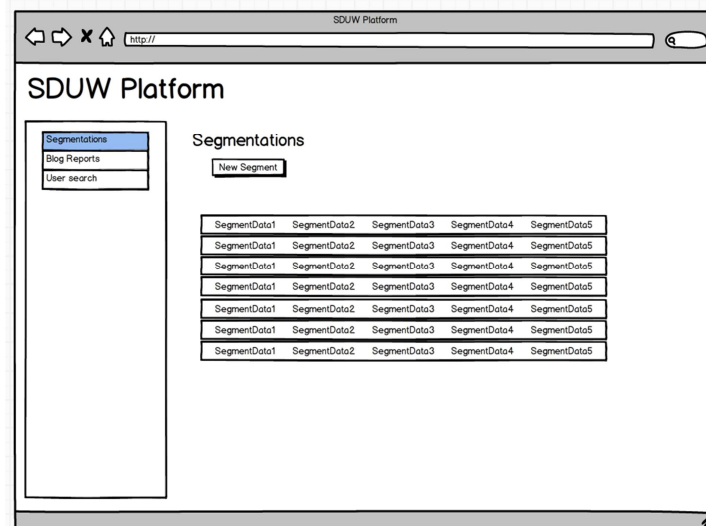 SDUW Platform
http://
SDUW Platform
Segmentations
Blog Reports
User search
Segmentations
New Segment
SegmentData1 SegmentData2 SegmentData3 SegmentData4 SegmentData5
SegmentData1 SegmentData2 SegmentData3 SegmentData4 SegmentData5
SegmentData1 SegmentData2 SegmentData3 SegmentData4 SegmentData5
SegmentData1 SegmentData2 SegmentData3 SegmentData4 SegmentData5
SegmentData1 SegmentData2 SegmentData3 SegmentData4 SegmentData5
SegmentData1 SegmentData2 SegmentData3 SegmentData4 SegmentData5
SegmentData1 SegmentData2 SegmentData3 SegmentData4 SegmentData5